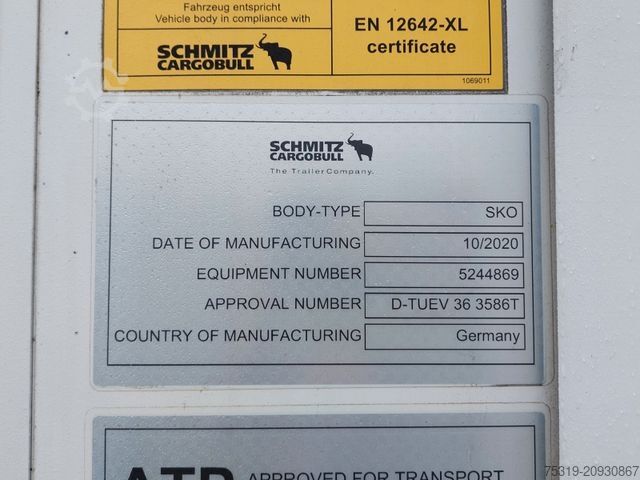 Fahrzeug entspricht
Vehicle body in compliance with
SCHMITZ
CARGOBULL
EN 12642-XL
certificate
1069011
SCHMITZ
CARGOBULL
The Trailer Company.
BODY-TYPE SKO
DATE OF MANUFACTURING 10/2020
EQUIPMENT NUMBER 5244869
APPROVAL NUMBER D-TUEV 36 3586T
COUNTRY OF MANUFACTURING Germany
ATP APPROVED FOR TRANSPORT
75319-20930867